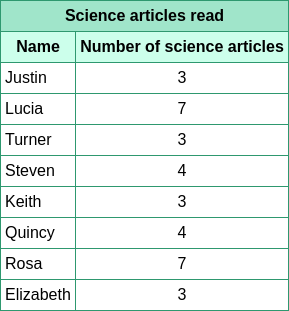 Science articles read
Name Number of science articles
Justin 3
Lucia 7
Turner 3
Steven 4
Keith 3
Quincy 4
Rosa 7
Elizabeth 3